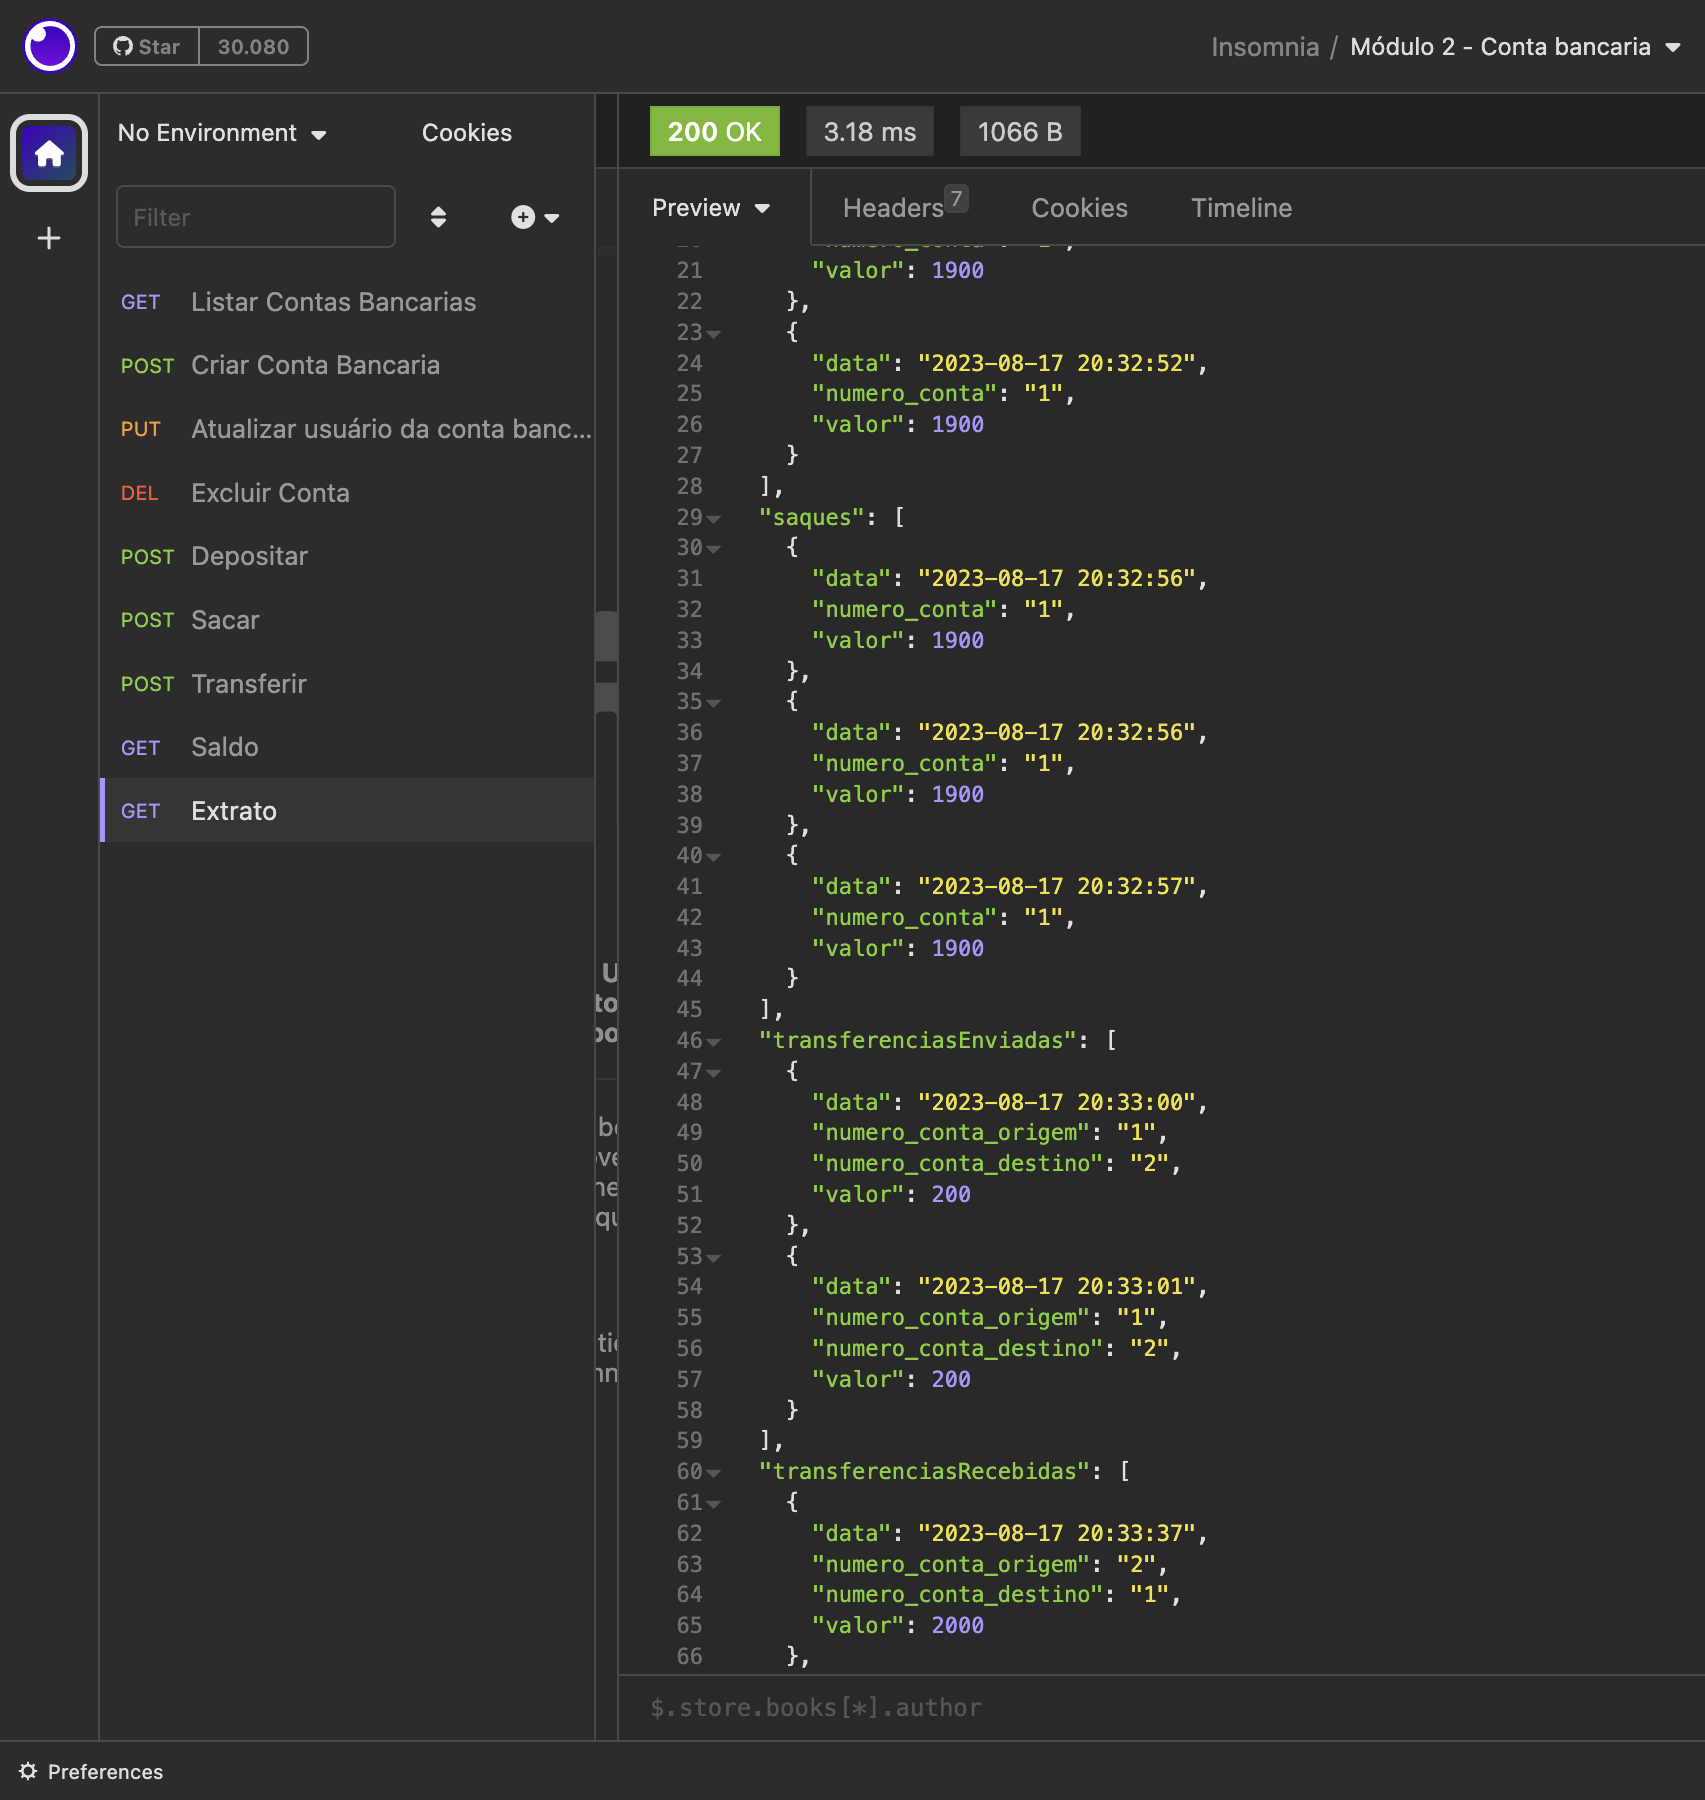 Star 30.080
Insomnia / Módulo 2 - Conta bancaria
No Environment Cookies
Filter
GET Listar Contas Bancarias
POST Criar Conta Bancaria
PUT Atualizar usuário da conta banc...
DEL Excluir Conta
POST Depositar
POST Sacar
POST Transferir
GET Saldo
GET Extrato
200 OK 3.18 ms 1066 B
Preview Headers 7 Cookies Timeline
21 "valor": 1900
22 },
23 {
24 "data": "2023-08-17 20:32:52",
25 "numero_conta": "1",
26 "valor": 1900
27 }
28 ],
29 "saques": [
30 {
31 "data": "2023-08-17 20:32:56",
32 "numero_conta": "1",
33 "valor": 1900
34 },
35 {
36 "data": "2023-08-17 20:32:56",
37 "numero_conta": "1",
38 "valor": 1900
39 },
40 {
41 "data": "2023-08-17 20:32:57",
42 "numero_conta": "1",
43 "valor": 1900
44 }
45 ],
46 "transferenciasEnviadas": [
47 {
48 "data": "2023-08-17 20:33:00",
49 "numero_conta_origem": "1",
50 "numero_conta_destino": "2",
51 "valor": 200
52 },
53 {
54 "data": "2023-08-17 20:33:01",
55 "numero_conta_origem": "1",
56 "numero_conta_destino": "2",
57 "valor": 200
58 }
59 ],
60 "transferenciasRecebidas": [
61 {
62 "data": "2023-08-17 20:33:37",
63 "numero_conta_origem": "2",
64 "numero_conta_destino": "1",
65 "valor": 2000
66 },
$.store.books[*].author
Preferences